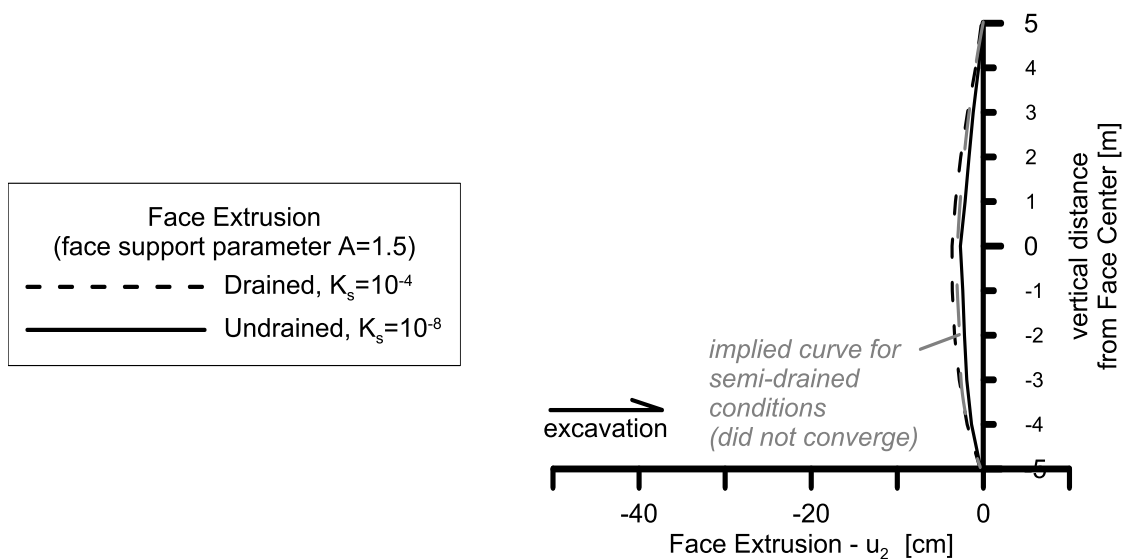 Face Extrusion
(face support parameter A=1.5)
Drained, Kₛ=10⁻⁴
Undrained, Kₛ=10⁻⁸
excavation
implied curve for
semi-drained
conditions
(did not converge)
5
4
3
2
1
0
-1
-2
-3
-4
-5
vertical distance
from Face Center [m]
-40
-20
0
Face Extrusion - u₂ [cm]